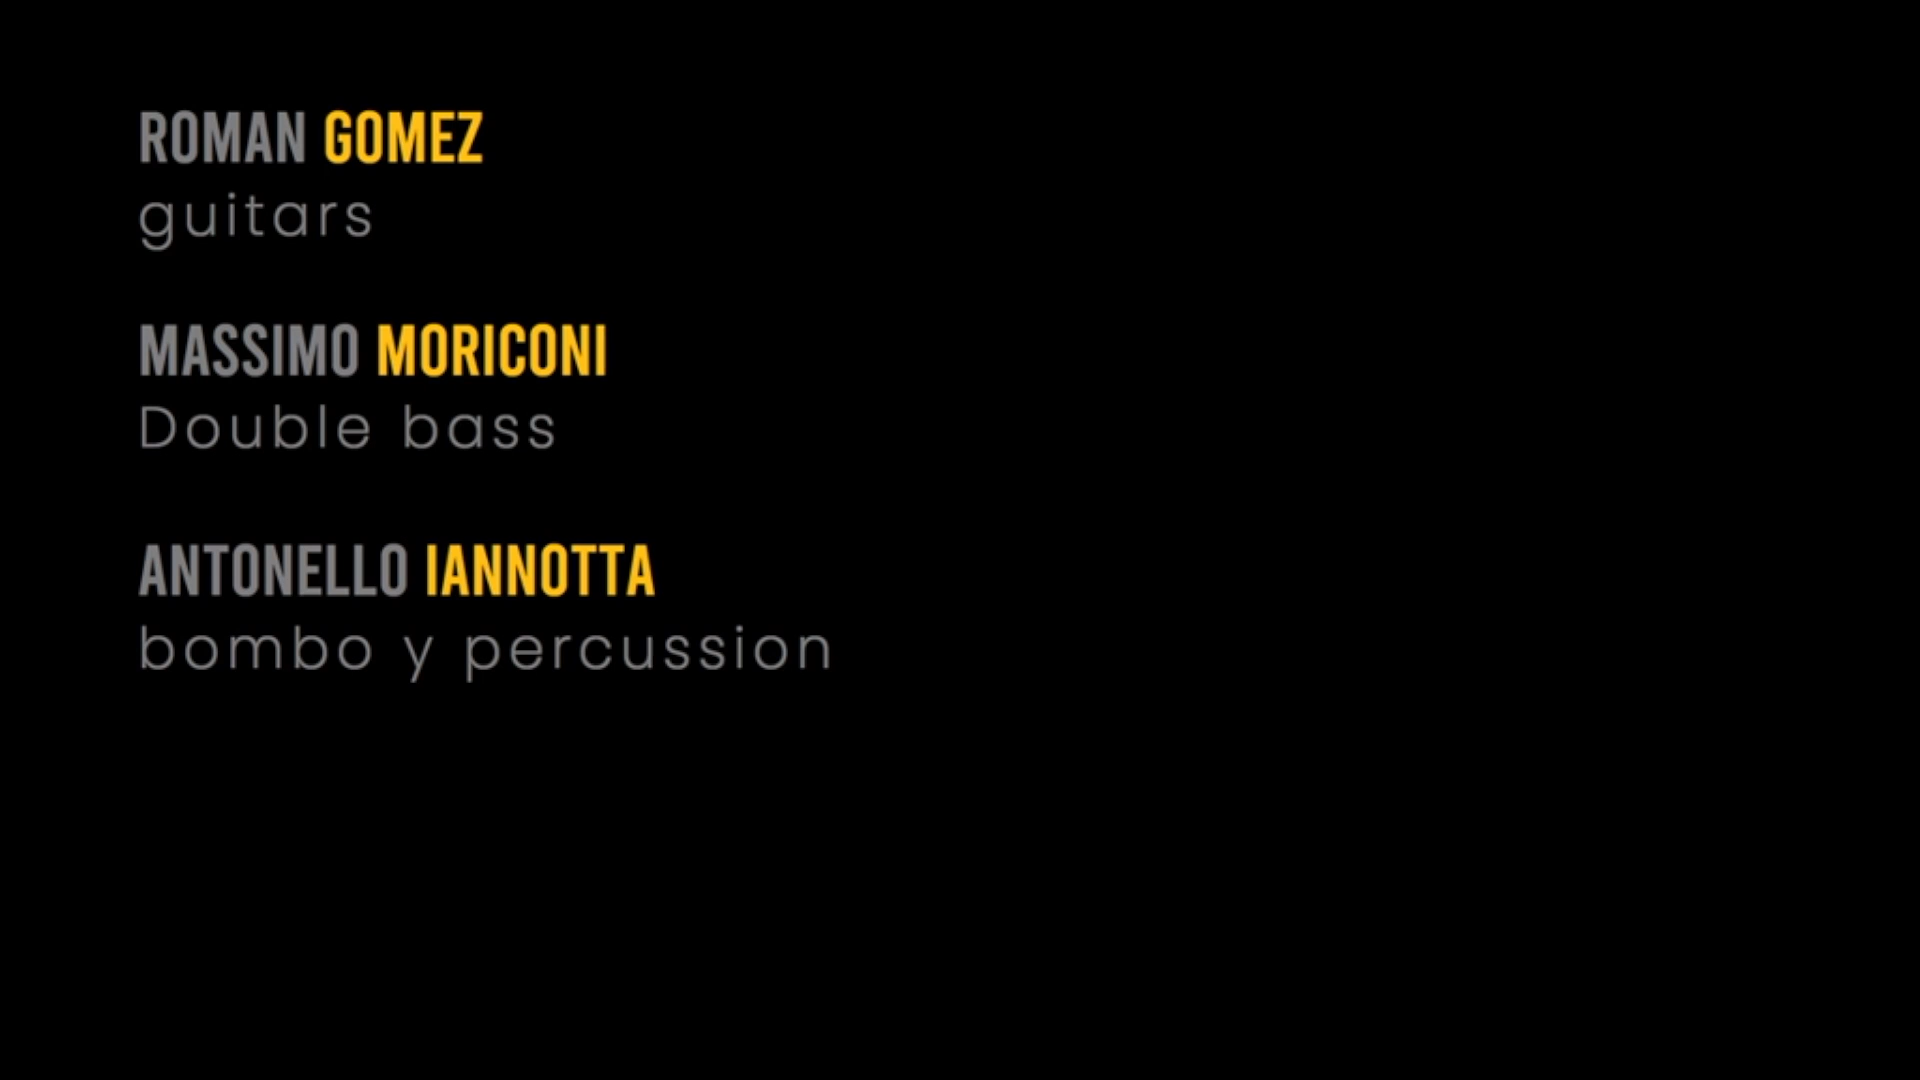 ROMAN GOMEZ
guitars
MASSIMO MORICONI
Double bass
ANTONELLO IANNOTTA
bombo y percussion